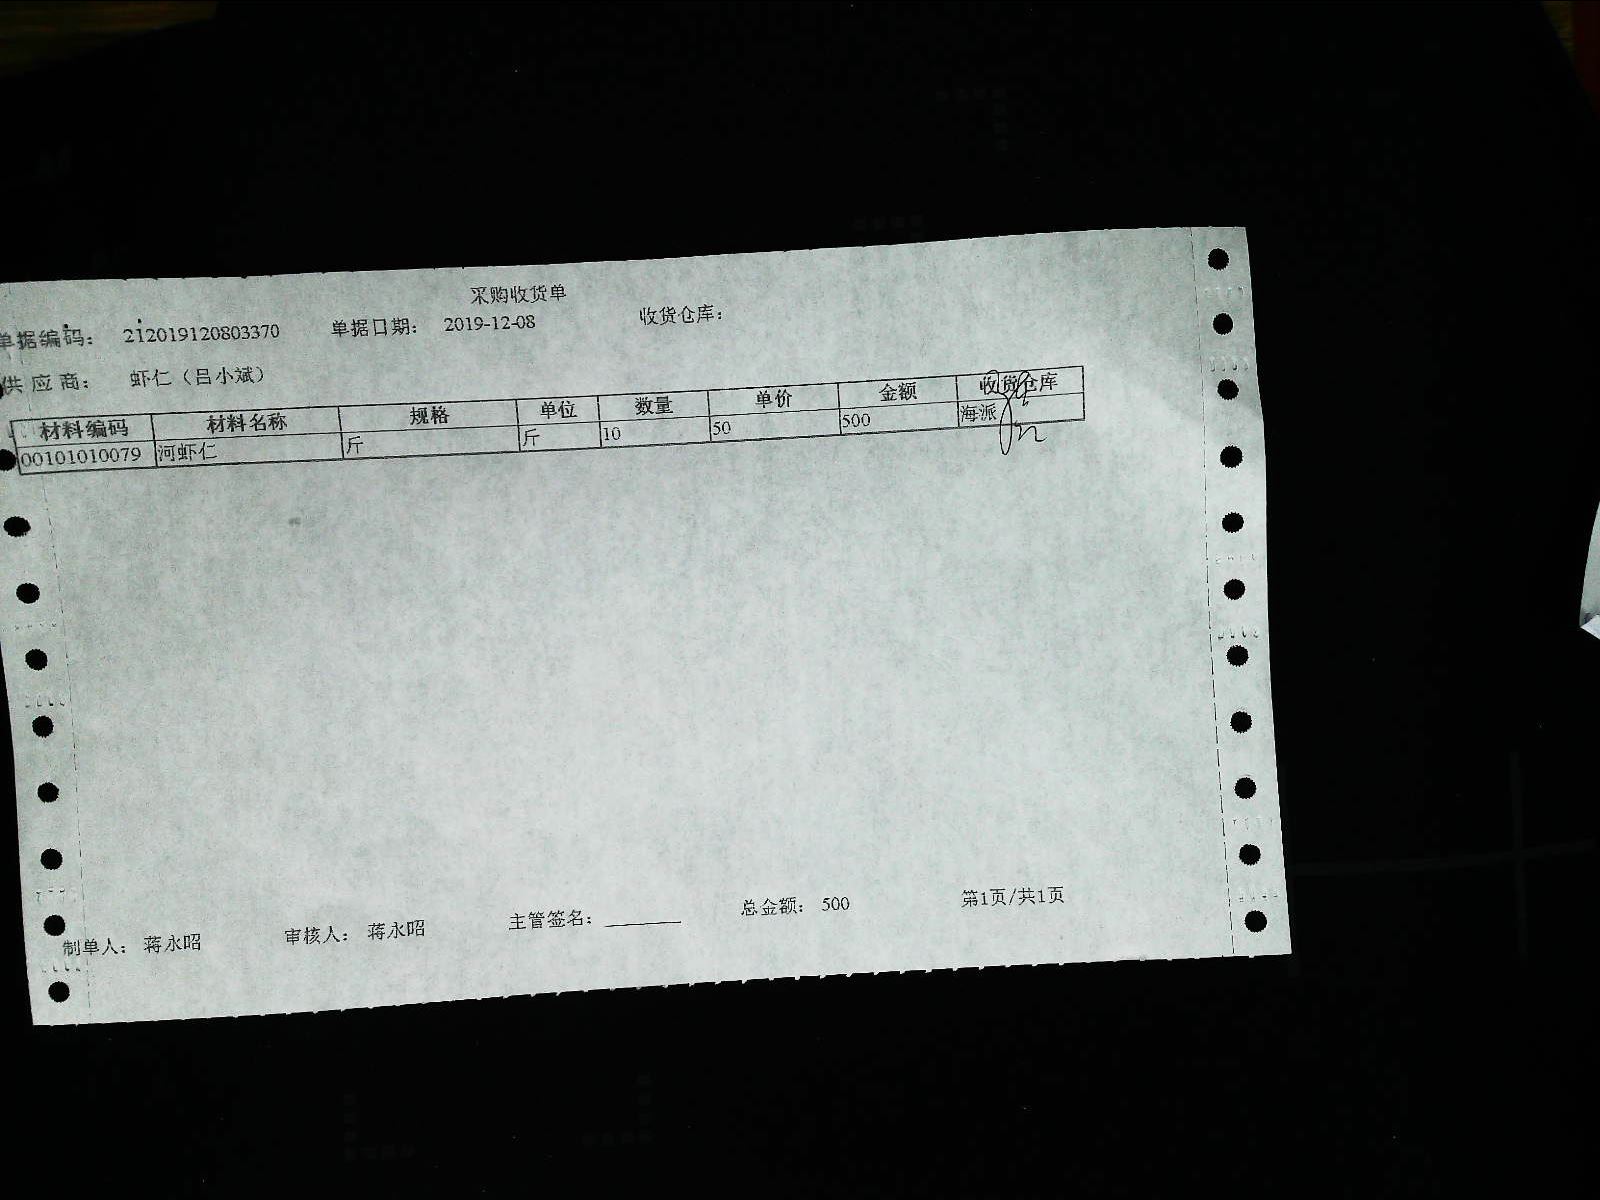 采购收货单
单据编码： 212019120803370 单据日期： 2019-12-08 收货仓库：
供应商： 虾仁（吕小斌）
材料编码 材料名称 规格 单位 数量 单价 金额 收货仓库
00101010079 河虾仁 斤 斤 10 50 500 海派
制单人： 蒋永昭 审核人： 蒋永昭 主管签名： 总金额： 500 第1页/共1页